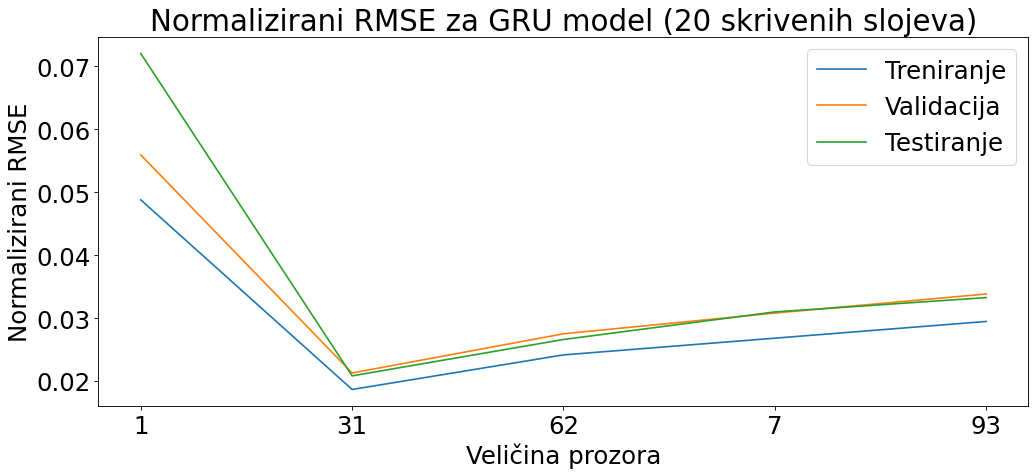 Normalizirani RMSE za GRU model (20 skrivenih slojeva)
Normalizirani RMSE
0.07
0.06
0.05
0.04
0.03
0.02
Treniranje
Validacija
Testiranje
1 31 62 7 93
Veličina prozora